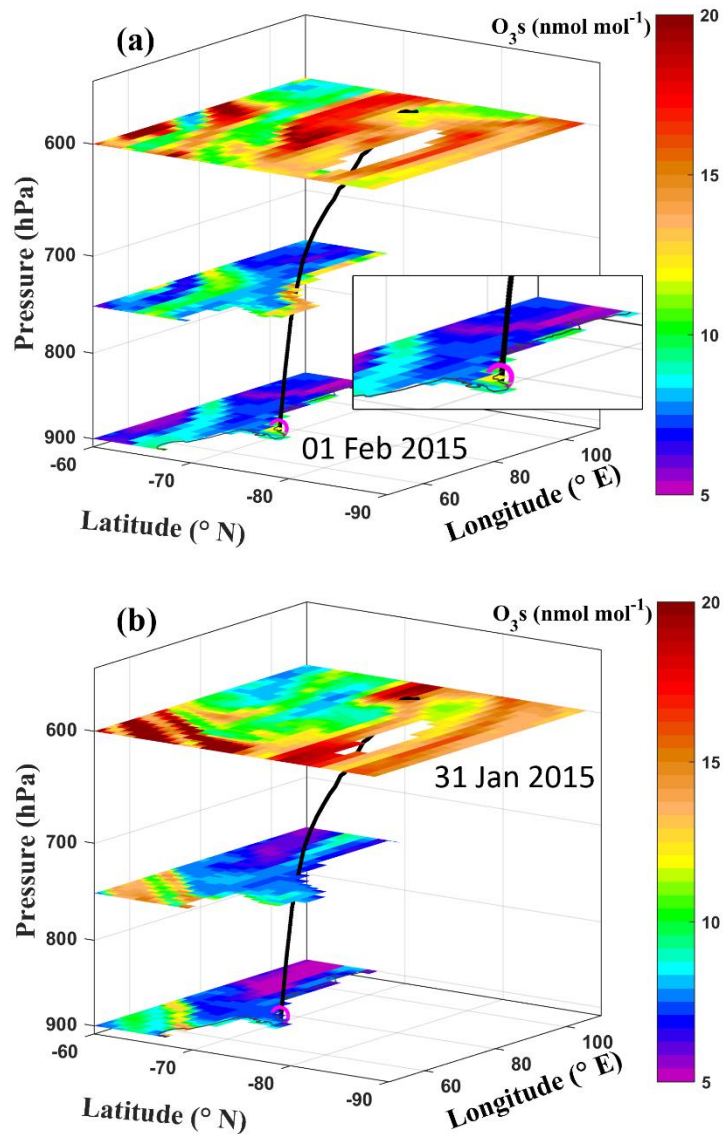 (a)
O₃s (nmol mol⁻¹)
20
15
10
5
Pressure (hPa)
600
700
800
900
01 Feb 2015
-60
-70
-80
-90
Latitude (° N)
60
80
100
Longitude (° E)
(b)
O₃s (nmol mol⁻¹)
20
15
10
5
Pressure (hPa)
600
700
800
900
31 Jan 2015
-60
-70
-80
-90
Latitude (° N)
60
80
100
Longitude (° E)